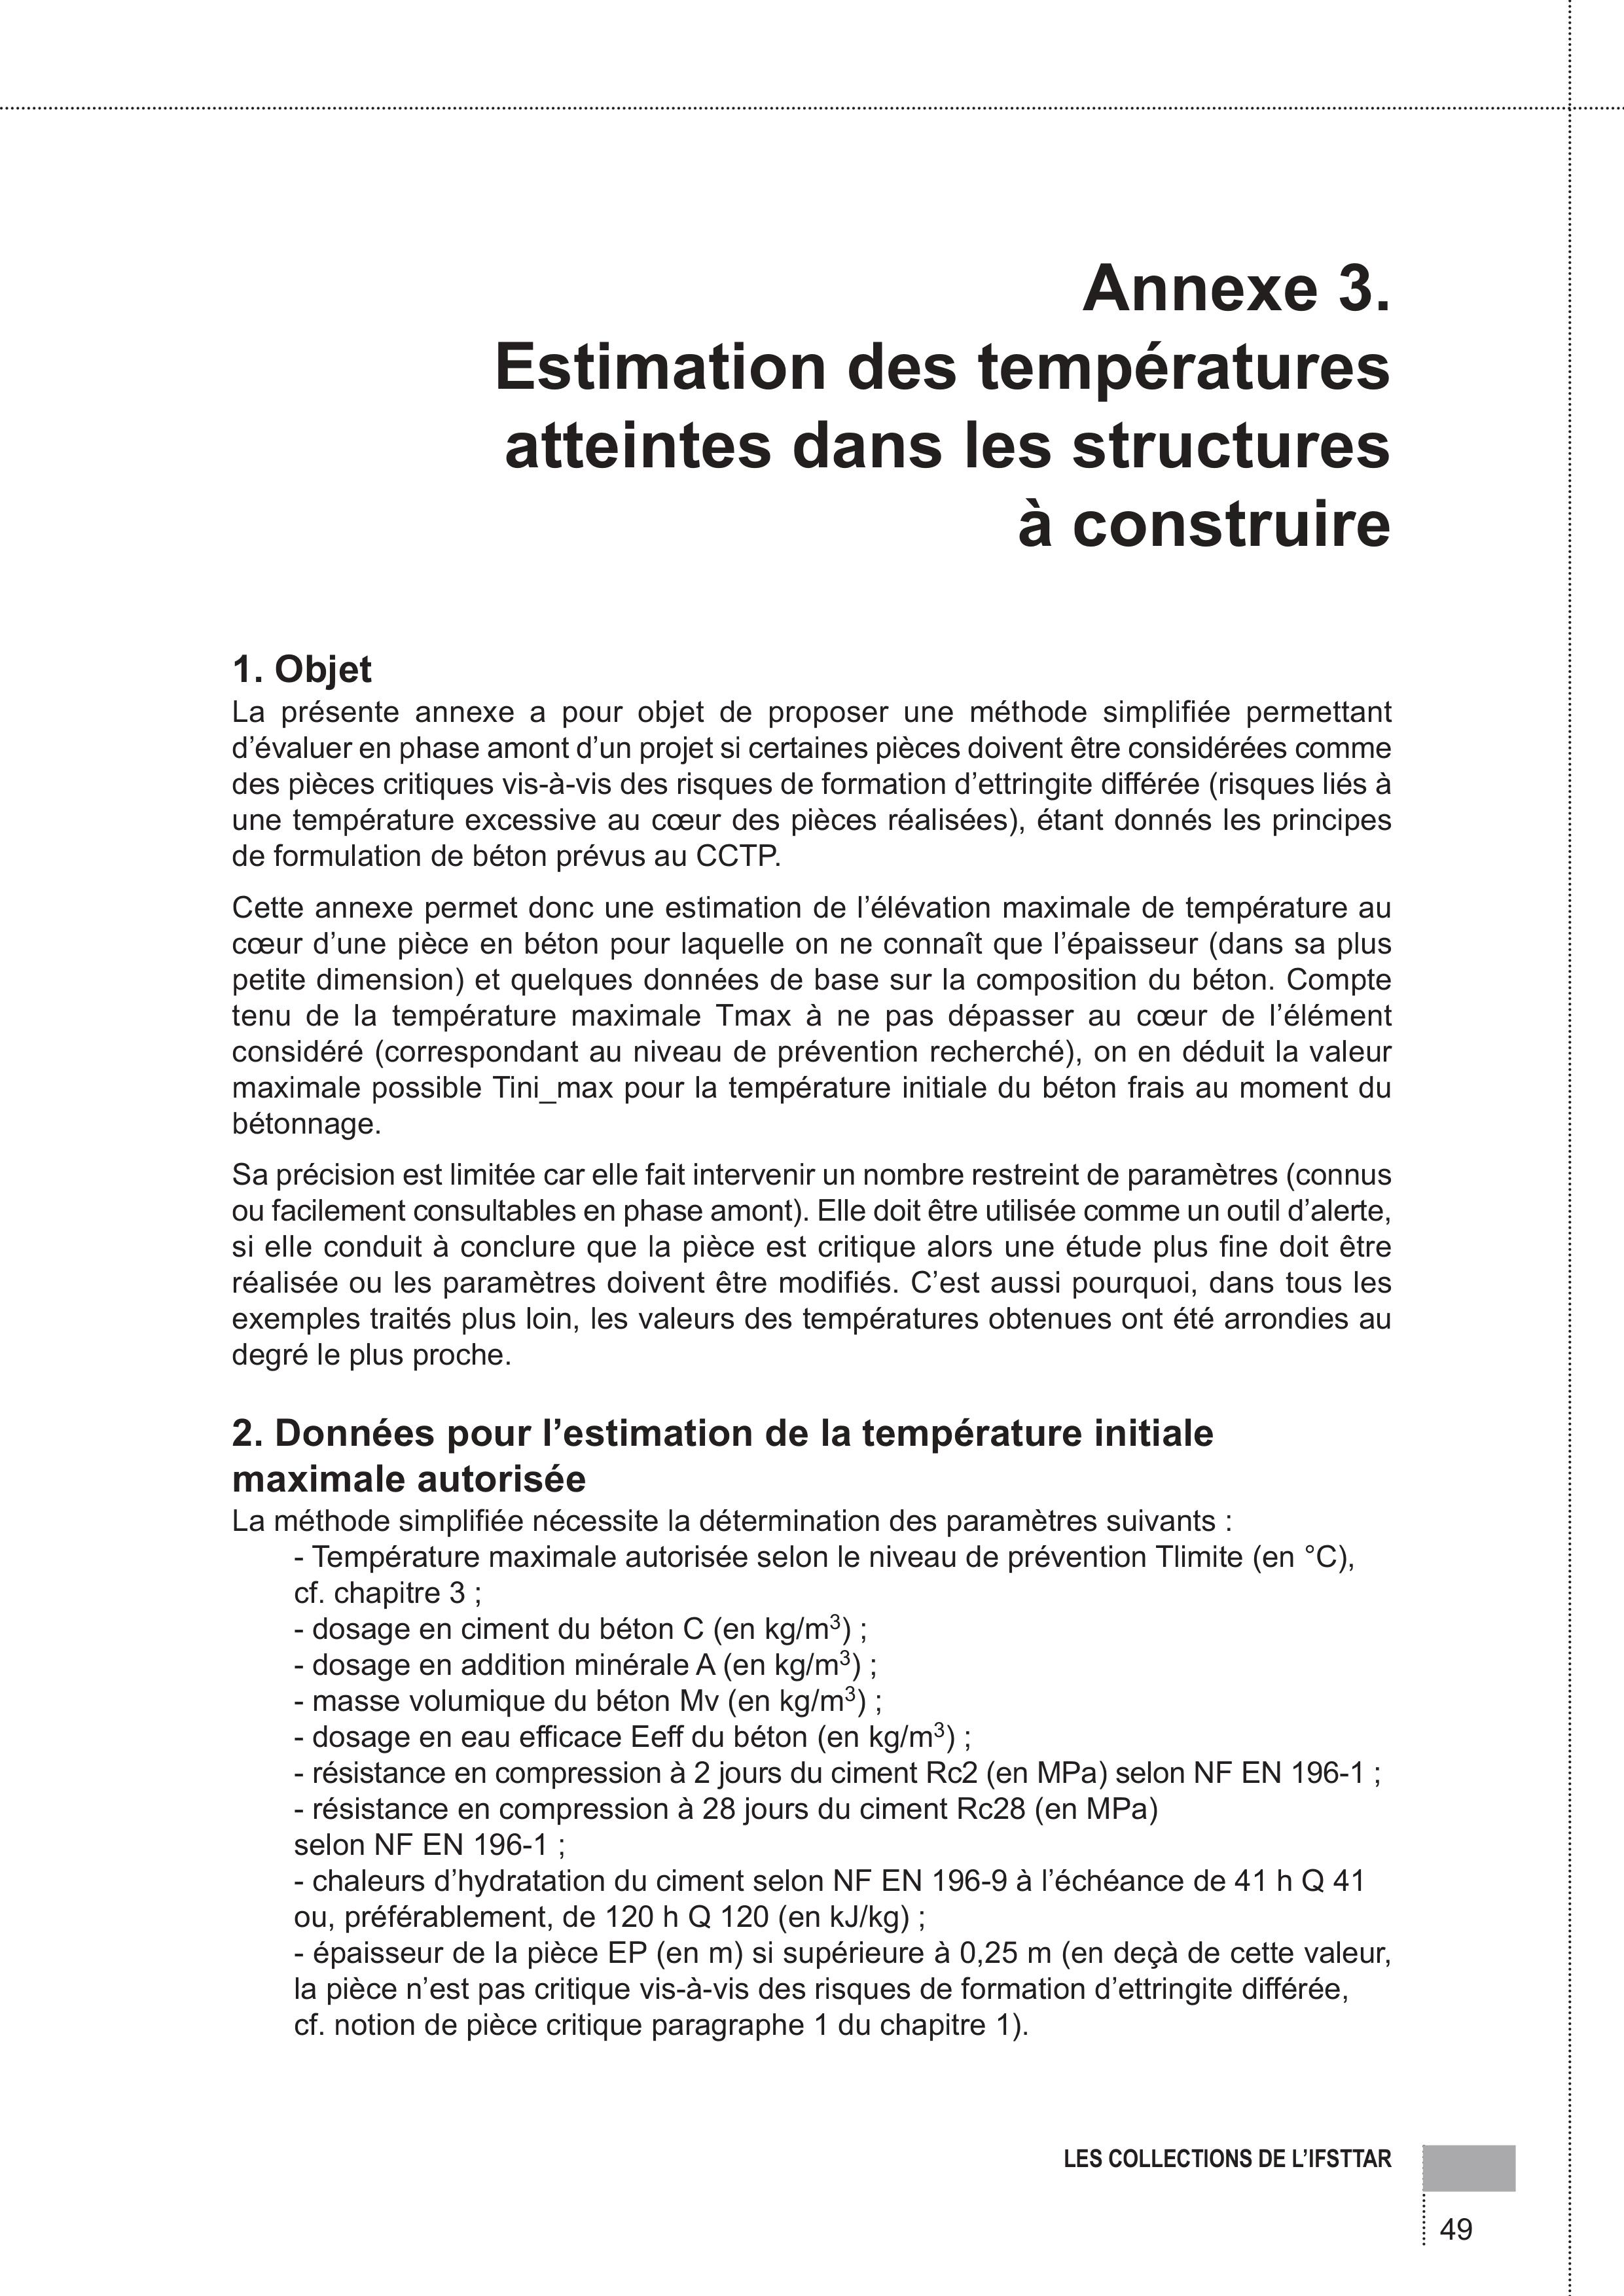 Annexe 3.
Estimation des températures
atteintes dans les structures
à construire
1. Objet
La présente annexe a pour objet de proposer une méthode simplifiée permettant
d’évaluer en phase amont d’un projet si certaines pièces doivent être considérées comme
des pièces critiques vis-à-vis des risques de formation d’ettringite différée (risques liés à
une température excessive au cœur des pièces réalisées), étant donnés les principes
de formulation de béton prévus au CCTP.
Cette annexe permet donc une estimation de l’élévation maximale de température au
cœur d’une pièce en béton pour laquelle on ne connaît que l’épaisseur (dans sa plus
petite dimension) et quelques données de base sur la composition du béton. Compte
tenu de la température maximale Tmax à ne pas dépasser au cœur de l’élément
considéré (correspondant au niveau de prévention recherché), on en déduit la valeur
maximale possible Tini_max pour la température initiale du béton frais au moment du
bétonnage.
Sa précision est limitée car elle fait intervenir un nombre restreint de paramètres (connus
ou facilement consultables en phase amont). Elle doit être utilisée comme un outil d’alerte,
si elle conduit à conclure que la pièce est critique alors une étude plus fine doit être
réalisée ou les paramètres doivent être modifiés. C’est aussi pourquoi, dans tous les
exemples traités plus loin, les valeurs des températures obtenues ont été arrondies au
degré le plus proche.
2. Données pour l’estimation de la température initiale
maximale autorisée
La méthode simplifiée nécessite la détermination des paramètres suivants :
- Température maximale autorisée selon le niveau de prévention Tlimite (en °C),
cf. chapitre 3 ;
- dosage en ciment du béton C (en kg/m³) ;
- dosage en addition minérale A (en kg/m³) ;
- masse volumique du béton Mv (en kg/m³) ;
- dosage en eau efficace Eeff du béton (en kg/m³) ;
- résistance en compression à 2 jours du ciment Rc2 (en MPa) selon NF EN 196-1 ;
- résistance en compression à 28 jours du ciment Rc28 (en MPa)
selon NF EN 196-1 ;
- chaleurs d’hydratation du ciment selon NF EN 196-9 à l’échéance de 41 h Q 41
ou, préférablement, de 120 h Q 120 (en kJ/kg) ;
- épaisseur de la pièce EP (en m) si supérieure à 0,25 m (en deçà de cette valeur,
la pièce n’est pas critique vis-à-vis des risques de formation d’ettringite différée,
cf. notion de pièce critique paragraphe 1 du chapitre 1).
LES COLLECTIONS DE L’IFSTTAR
49